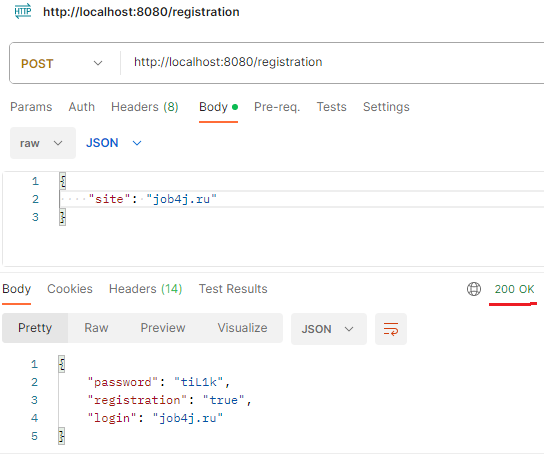 HTTP http://localhost:8080/registration
POST http://localhost:8080/registration
Params Auth Headers (8) Body Pre-req. Tests Settings
raw JSON
1 {
2 "site": "job4j.ru"
3 }
Body Cookies Headers (14) Test Results 200 OK
Pretty Raw Preview Visualize JSON
1 {
2 "password": "tiL1k",
3 "registration": "true",
4 "login": "job4j.ru"
5 }